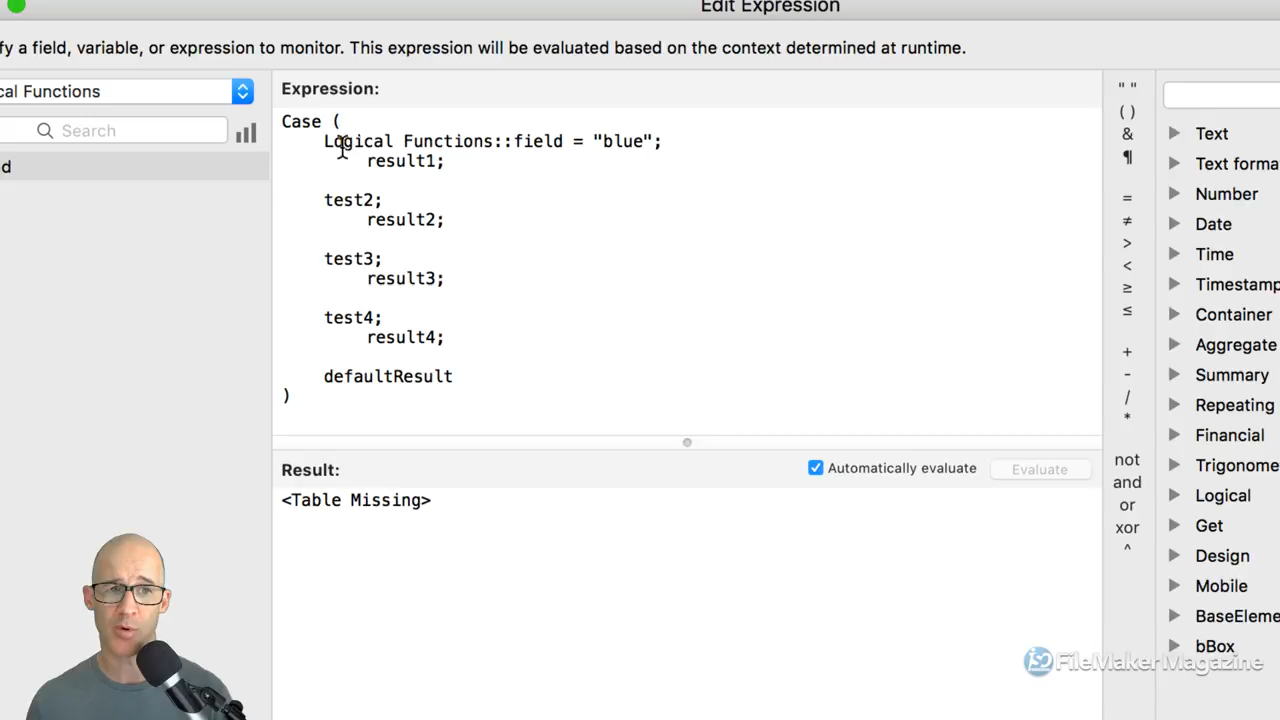 Edit Expression
fy a field, variable, or expression to monitor. This expression will be evaluated based on the context determined at runtime.
cal Functions
Search
d
Expression:
Case (
Logical Functions::field = "blue";
result1;
test2;
result2;
test3;
result3;
test4;
result4;
defaultResult
)
Result:
Automatically evaluate
Evaluate
<Table Missing>
" "
( )
&
¶
=
≠
>
<
≥
≤
+
-
/
*
not
and
or
xor
^
Text
Text forma
Number
Date
Time
Timestamp
Container
Aggregate
Summary
Repeating
Financial
Trigonome
Logical
Get
Design
Mobile
BaseEleme
bBox
FileMaker Magazine